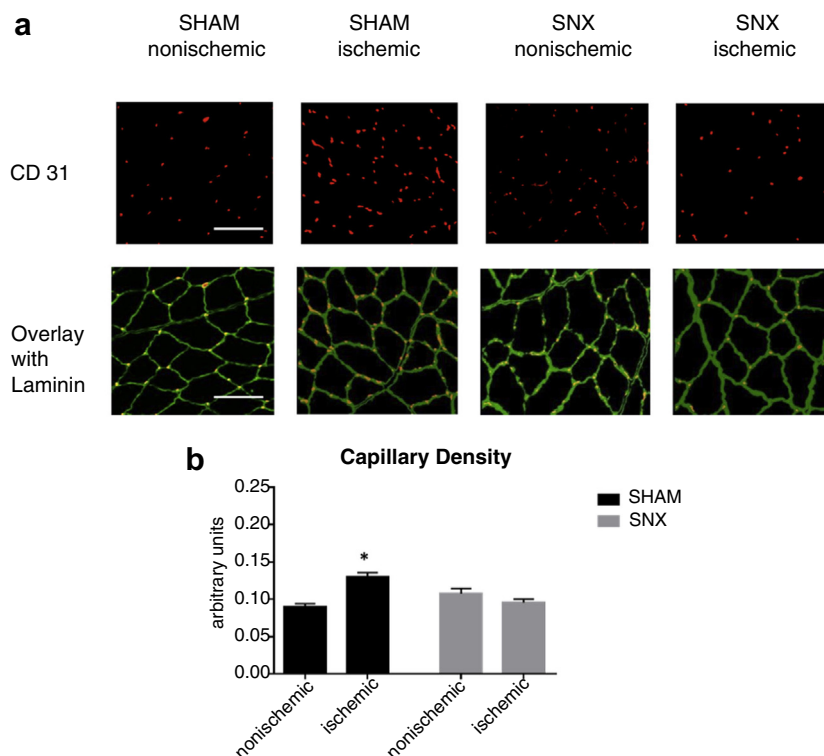 a
SHAM nonischemic
SHAM ischemic
SNX nonischemic
SNX ischemic
CD 31
Overlay with Laminin
b
Capillary Density
arbitrary units
0.25
0.20
0.15
0.10
0.05
0.00
*
SHAM
SNX
nonischemic
ischemic
nonischemic
ischemic